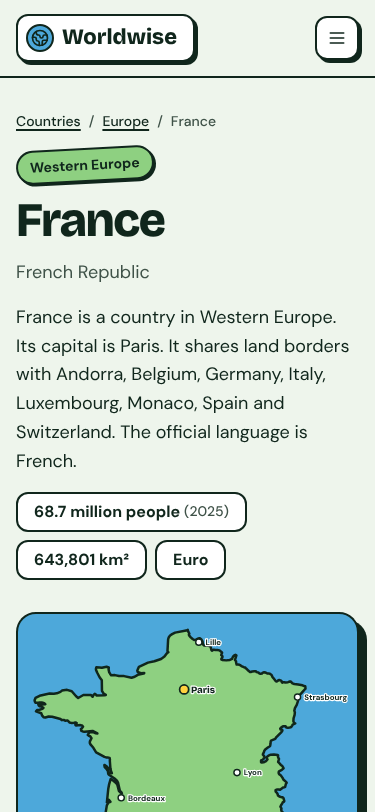 Worldwise
Countries / Europe / France
Western Europe
France
French Republic
France is a country in Western Europe.
Its capital is Paris. It shares land borders
with Andorra, Belgium, Germany, Italy,
Luxembourg, Monaco, Spain and
Switzerland. The official language is
French.
68.7 million people (2025)
643,801 km²
Euro
Lille
Paris
Strasbourg
Lyon
Bordeaux